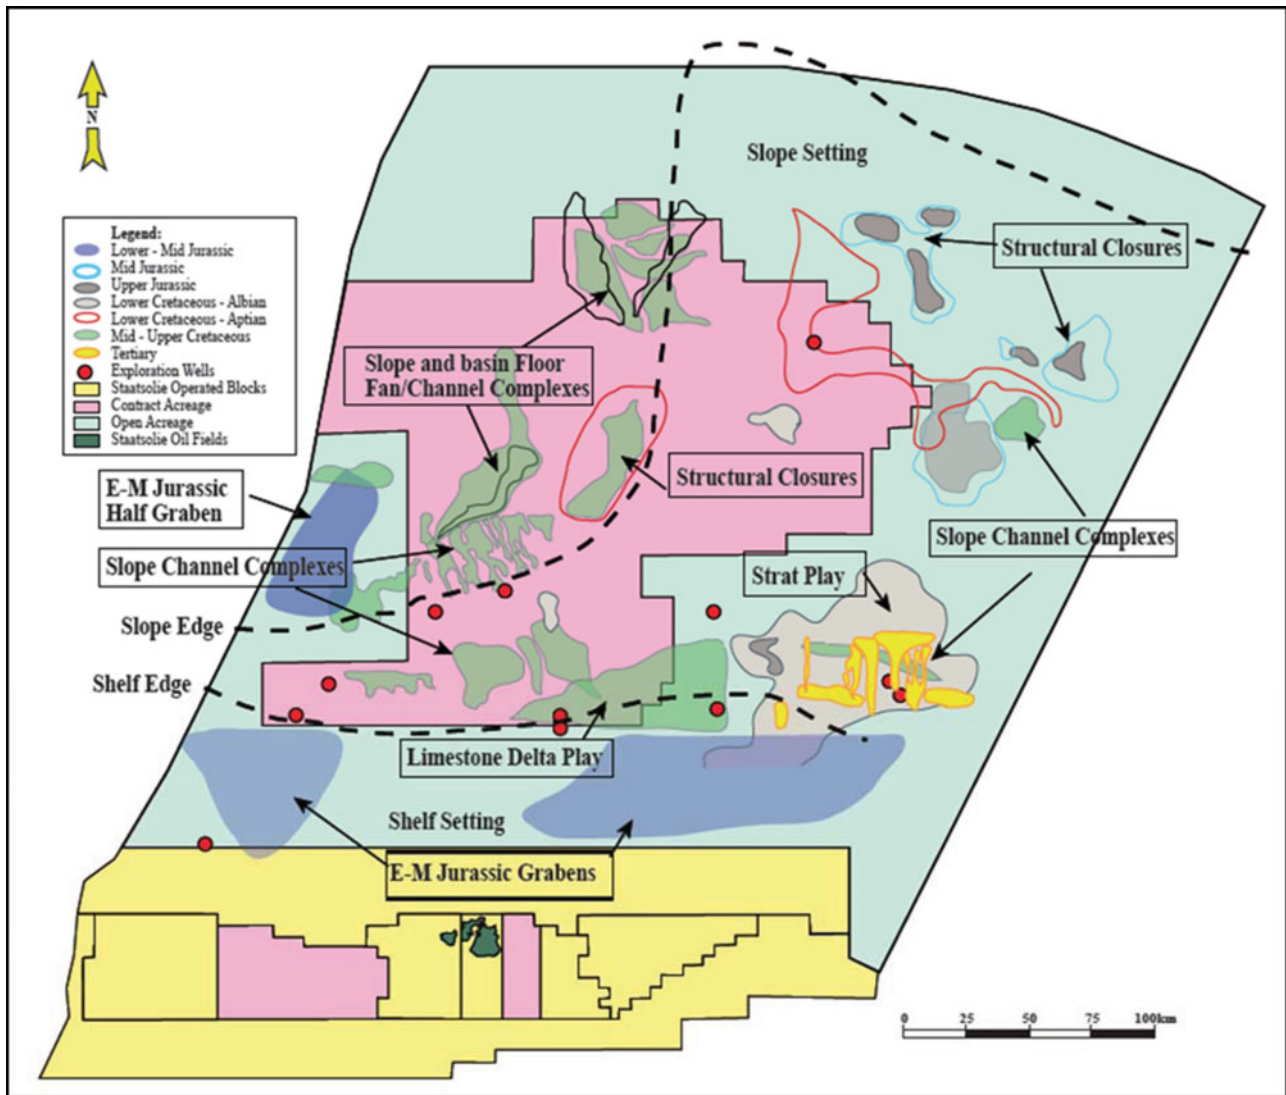 Slope Setting
N
Legend:
Lower - Mid Jurassic
Mid Jurassic
Upper Jurassic
Lower Cretaceous - Albian
Lower Cretaceous - Aptian
Mid - Upper Cretaceous
Tertiary
Exploration Wells
Staatsolie Operated Blocks
Contract Acreage
Open Acreage
Staatsolie Oil Fields
Structural Closures
Slope and basin Floor
Fan/Channel Complexes
Structural Closures
E-M Jurassic
Half Graben
Slope Channel Complexes
Slope Channel Complexes
Strat Play
Slope Edge
Shelf Edge
Limestone Delta Play
Shelf Setting
E-M Jurassic Grabens
0 25 50 75 100km